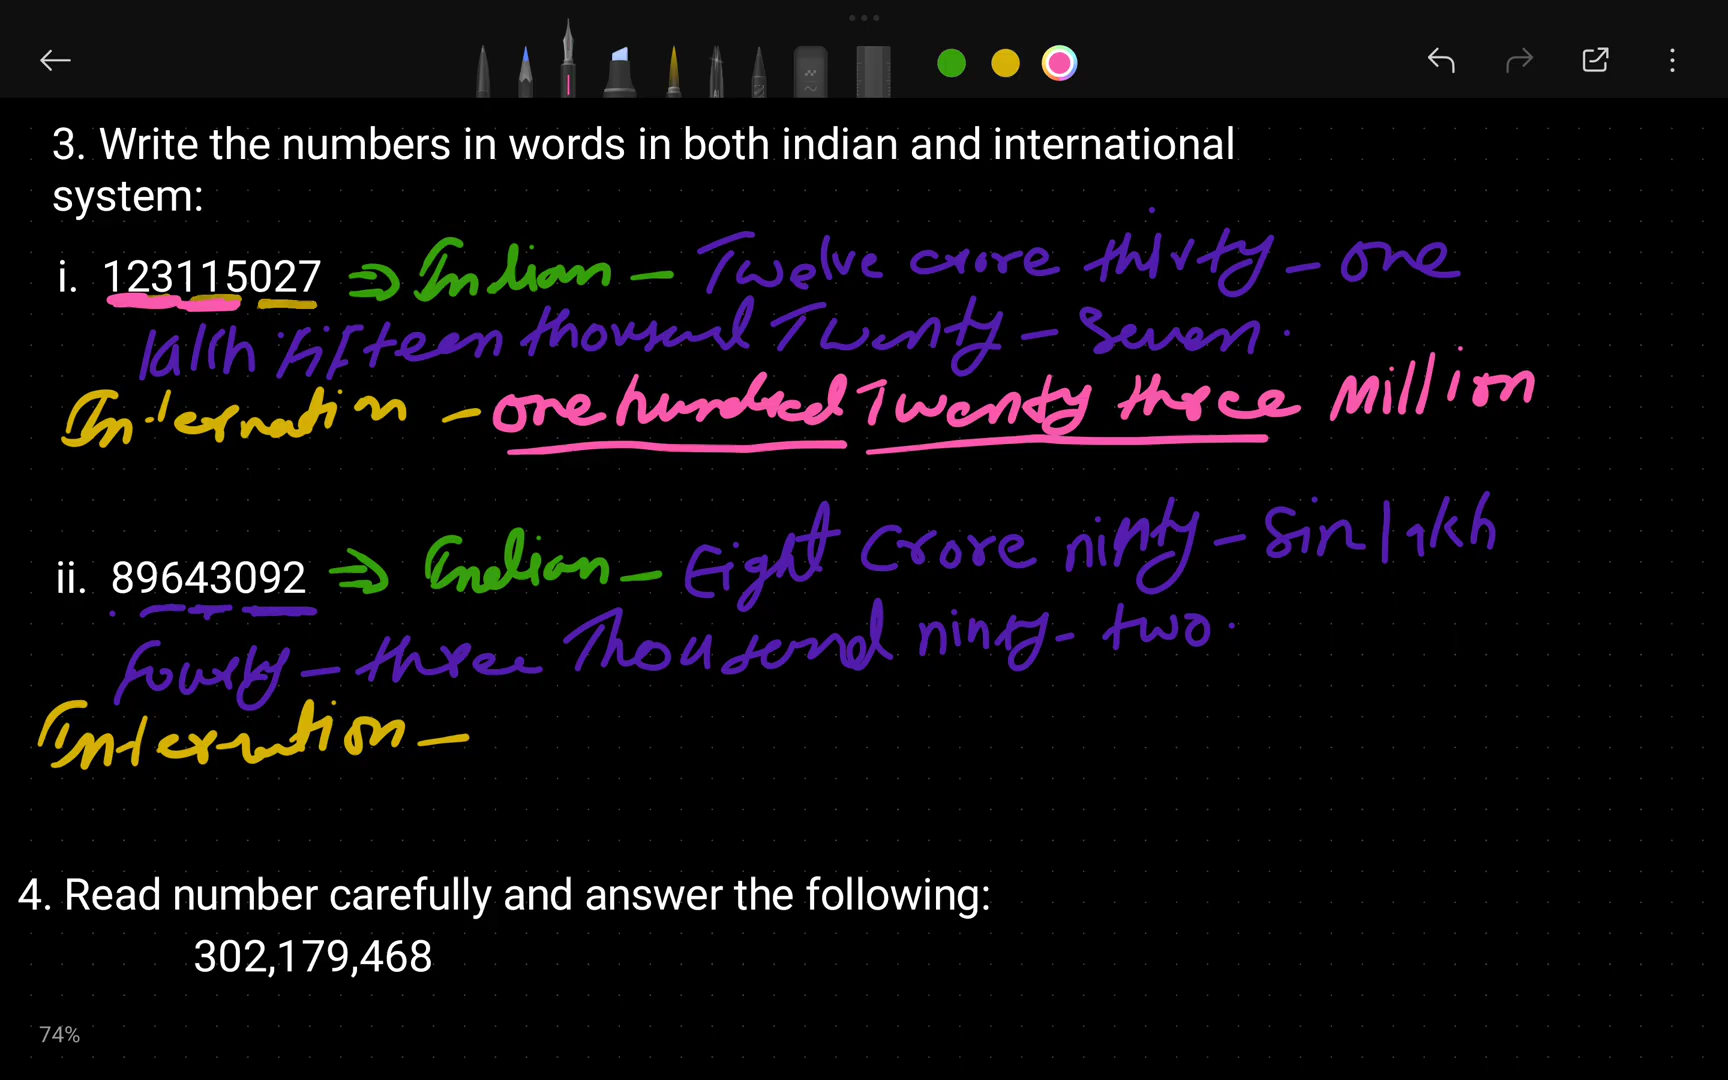 3. Write the numbers in words in both indian and international
system:
i. 123115027 ⇒ Indian - Twelve crore thirty - one
lakh fifteen thousand Twenty - Seven.
Internation - one hundred Twenty three Million
ii. 89643092 ⇒ Indian - Eight Crore ninty - Six lakh
fourty - three Thousand ninty - two.
Internation -
4. Read number carefully and answer the following:
302,179,468
74%